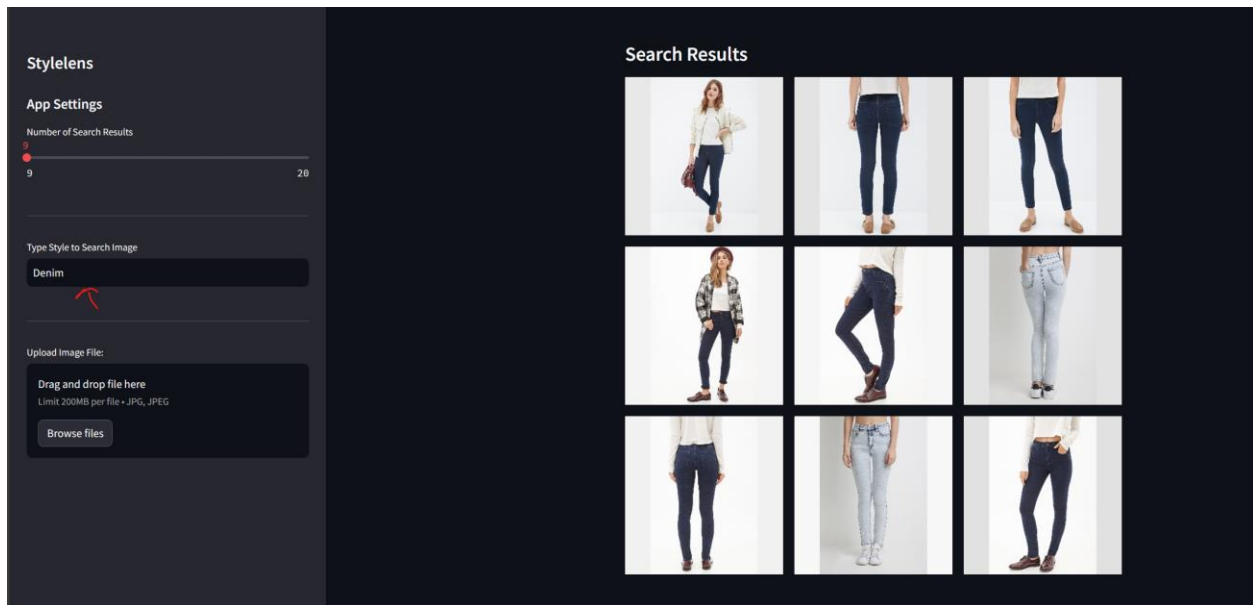 Stylelens
App Settings
Number of Search Results
9
9 20
Type Style to Search Image
Denim
Upload Image File:
Drag and drop file here
Limit 200MB per file • JPG, JPEG
Browse files
Search Results